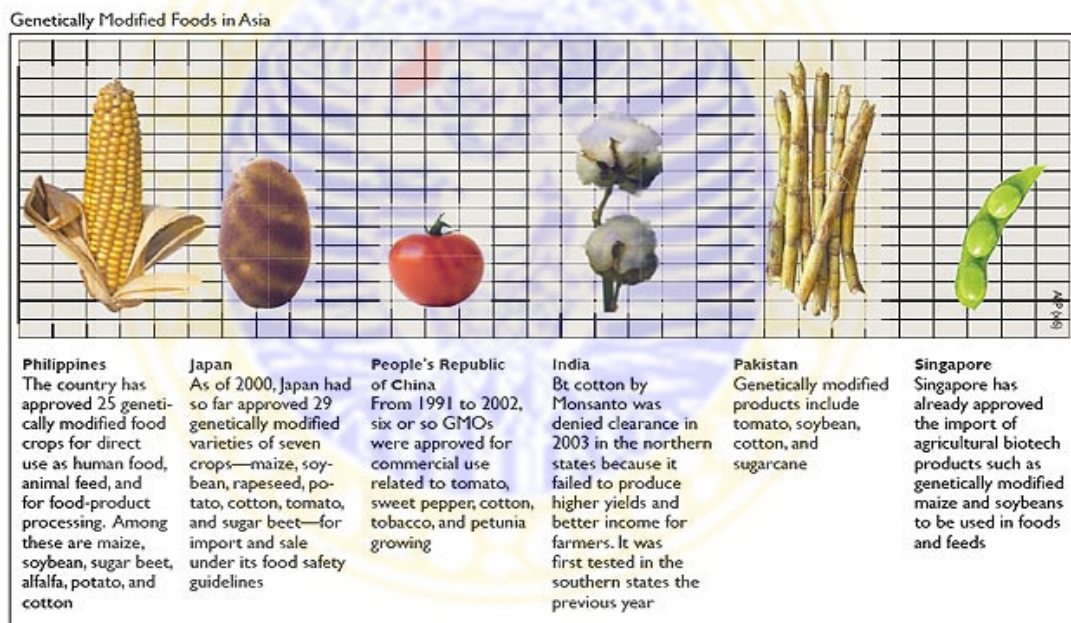 Genetically Modified Foods in Asia
Philippines
The country has
approved 25 geneti-
cally modified food
crops for direct
use as human food,
animal feed, and
for food-product
processing. Among
these are maize,
soybean, sugar beet,
alfalfa, potato, and
cotton
Japan
As of 2000, Japan had
so far approved 29
genetically modified
varieties of seven
crops—maize, soy-
bean, rapeseed, po-
tato, cotton, tomato,
and sugar beet—for
import and sale
under its food safety
guidelines
People's Republic
of China
From 1991 to 2002,
six or so GMOs
were approved for
commercial use
related to tomato,
sweet pepper, cotton,
tobacco, and petunia
growing
India
Bt cotton by
Monsanto was
denied clearance in
2003 in the northern
states because it
failed to produce
higher yields and
better income for
farmers. It was
first tested in the
southern states the
previous year
Pakistan
Genetically modified
products include
tomato, soybean,
cotton, and
sugarcane
Singapore
Singapore has
already approved
the import of
agricultural biotech
products such as
genetically modified
maize and soybeans
to be used in foods
and feeds